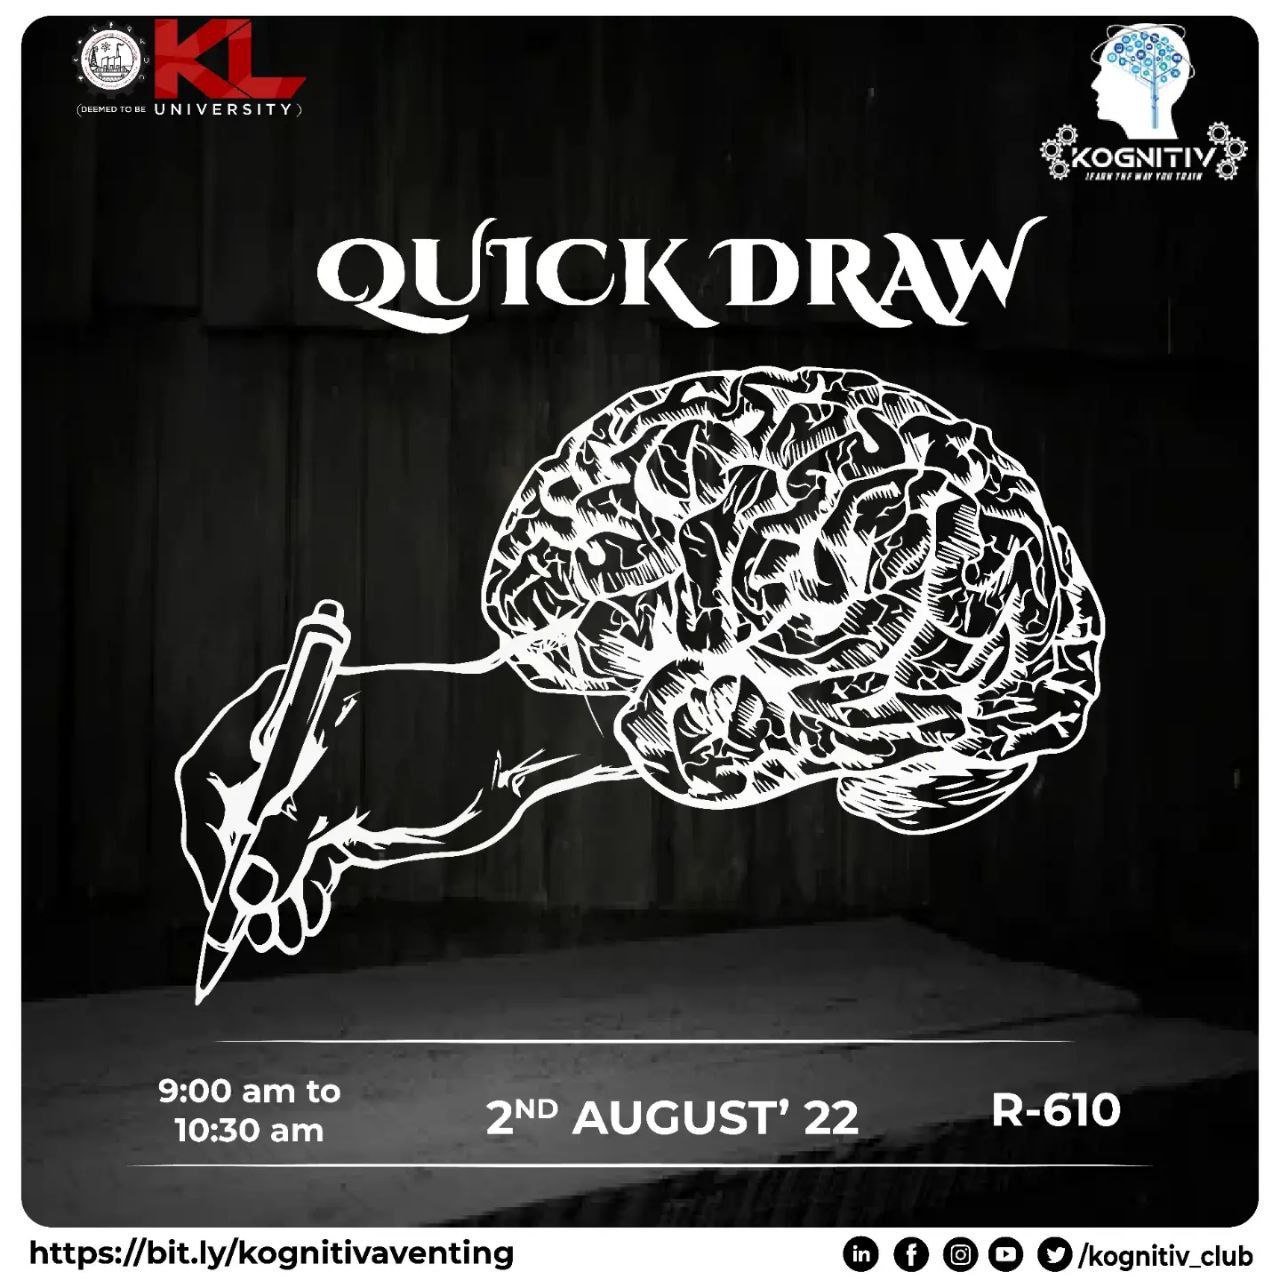 KL
(DEEMED TO BE UNIVERSITY)
KOGNITIV
LEARN THE WAY YOU TRAIN
QUICK DRAW
9:00 am to
10:30 am
2ND AUGUST' 22
R-610
https://bit.ly/kognitivaventing
/kognitiv_club